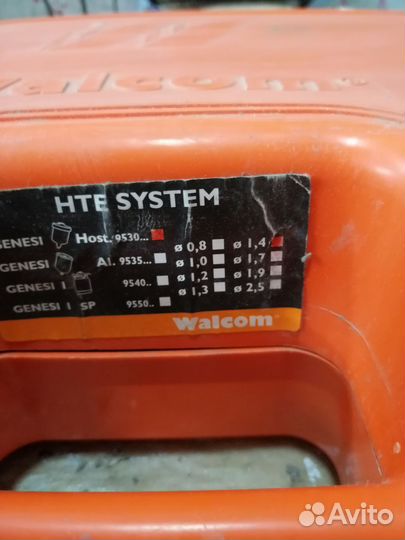 Walcom
HTE SYSTEM
GENESI Host. 9530... ø 0,8 ø 1,4
GENESI Al. 9535... ø 1,0 ø 1,7
GENESI I 9540.. ø 1,2 ø 1,9
GENESI I SP 9550.. ø 1,3 ø 2,5
Walcom
Avito